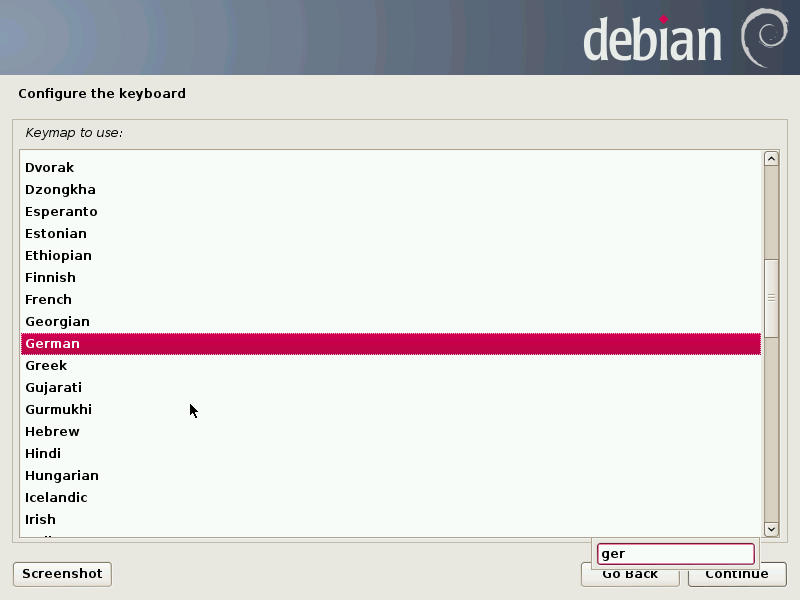 debian
Configure the keyboard
Keymap to use:
Dvorak
Dzongkha
Esperanto
Estonian
Ethiopian
Finnish
French
Georgian
German
Greek
Gujarati
Gurmukhi
Hebrew
Hindi
Hungarian
Icelandic
Irish
ger
Screenshot
Go Back
Continue